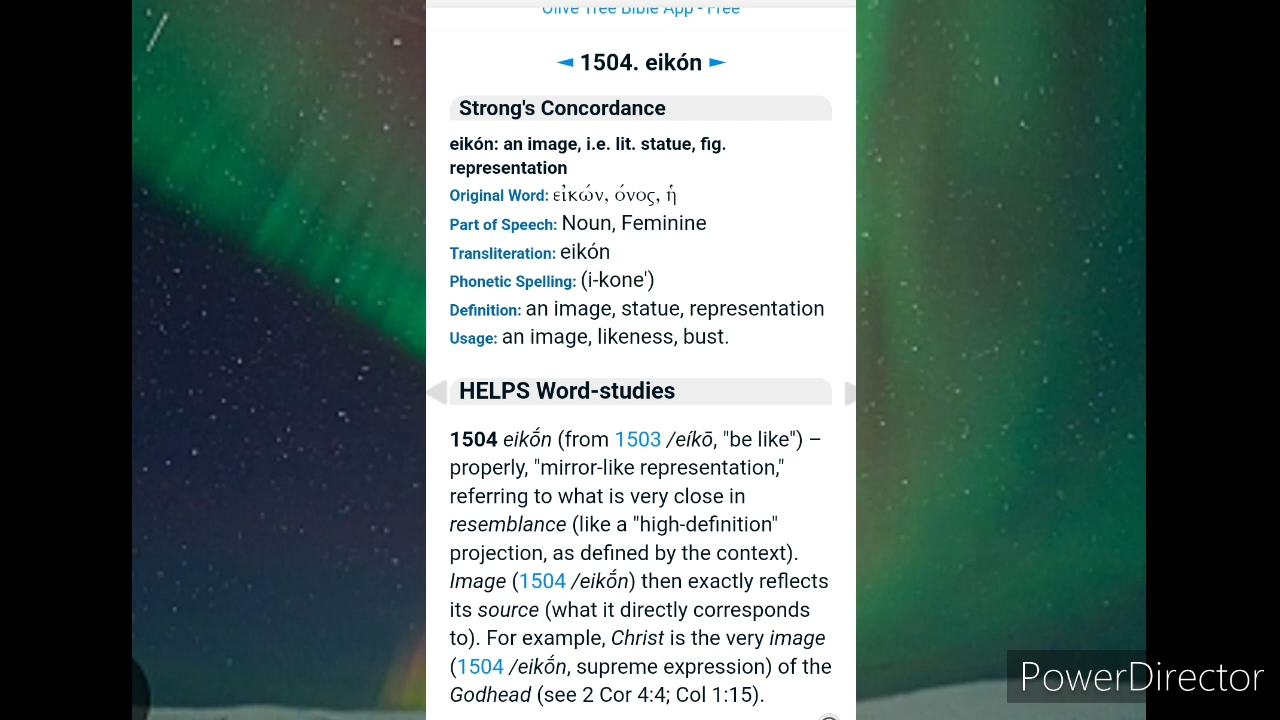 Olive Tree Bible App - Free
◄ 1504. eikón ►
Strong's Concordance
eikón: an image, i.e. lit. statue, fig.
representation
Original Word: εἰκών, όνος, ἡ
Part of Speech: Noun, Feminine
Transliteration: eikón
Phonetic Spelling: (i-kone')
Definition: an image, statue, representation
Usage: an image, likeness, bust.
HELPS Word-studies
1504 eikṓn (from 1503 /eíkō, "be like") –
properly, "mirror-like representation,"
referring to what is very close in
resemblance (like a "high-definition"
projection, as defined by the context).
Image (1504 /eikṓn) then exactly reflects
its source (what it directly corresponds
to). For example, Christ is the very image
(1504 /eikṓn, supreme expression) of the
Godhead (see 2 Cor 4:4; Col 1:15).
PowerDirector